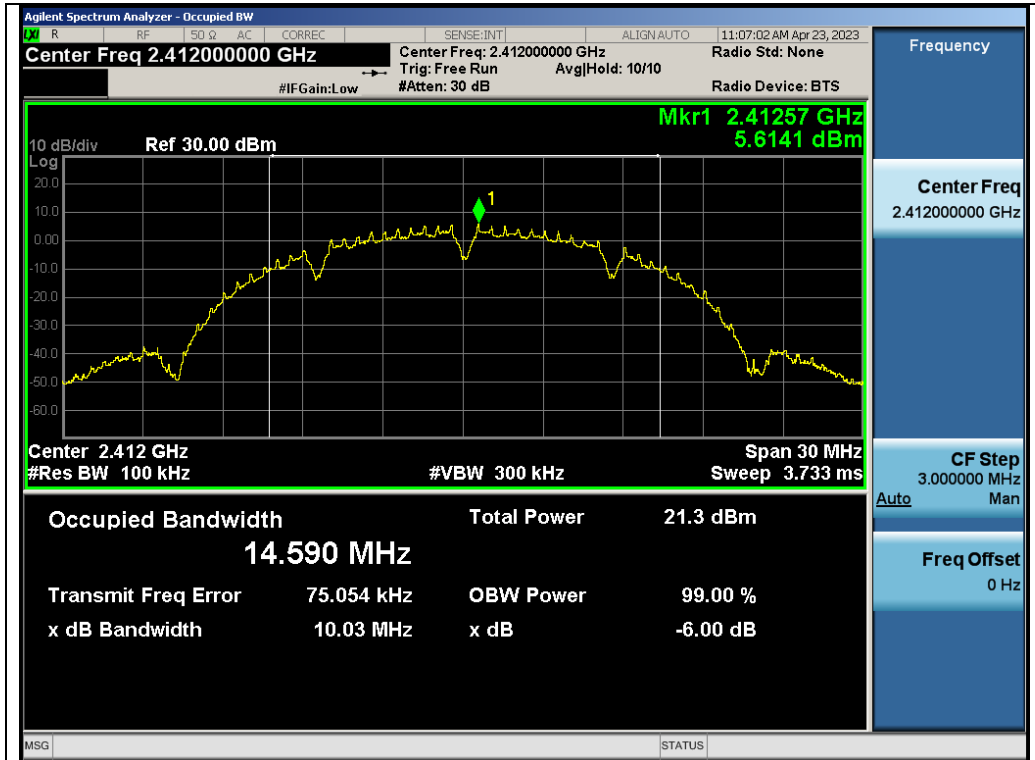 Agilent Spectrum Analyzer - Occupied BW
LXI R RF 50 Ω AC CORREC SENSE:INT ALIGN AUTO 11:07:02 AM Apr 23, 2023
Center Freq 2.412000000 GHz Center Freq: 2.412000000 GHz Radio Std: None
Trig: Free Run Avg|Hold: 10/10
#IFGain:Low #Atten: 30 dB Radio Device: BTS
Mkr1 2.41257 GHz
5.6141 dBm
10 dB/div Ref 30.00 dBm
Log
20.0
10.0
1
0.00
-10.0
-20.0
-30.0
-40.0
-50.0
-60.0
Center 2.412 GHz Span 30 MHz
#Res BW 100 kHz #VBW 300 kHz Sweep 3.733 ms
Occupied Bandwidth Total Power 21.3 dBm
14.590 MHz
Transmit Freq Error 75.054 kHz OBW Power 99.00 %
x dB Bandwidth 10.03 MHz x dB -6.00 dB
MSG STATUS
Frequency
Center Freq
2.412000000 GHz
CF Step
3.000000 MHz
Auto Man
Freq Offset
0 Hz